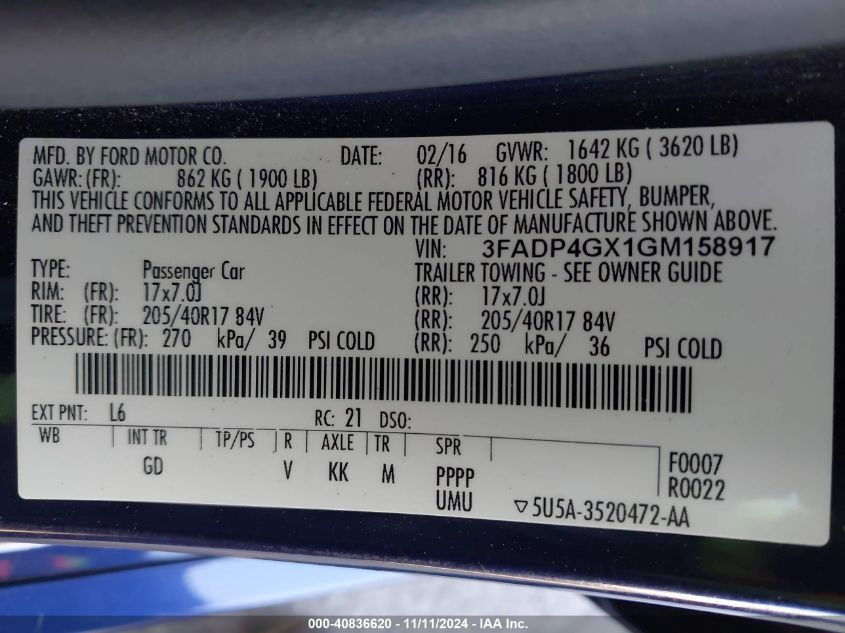 MFD. BY FORD MOTOR CO. DATE: 02/16 GVWR: 1642 KG ( 3620 LB)
GAWR:(FR): 862 KG ( 1900 LB) (RR): 816 KG ( 1800 LB)
THIS VEHICLE CONFORMS TO ALL APPLICABLE FEDERAL MOTOR VEHICLE SAFETY, BUMPER,
AND THEFT PREVENTION STANDARDS IN EFFECT ON THE DATE OF MANUFACTURE SHOWN ABOVE.
VIN: 3FADP4GX1GM158917
TYPE: Passenger Car TRAILER TOWING - SEE OWNER GUIDE
RIM: (FR): 17x7.0J (RR): 17x7.0J
TIRE: (FR): 205/40R17 84V (RR): 205/40R17 84V
PRESSURE: (FR): 270 kPa/ 39 PSI COLD (RR): 250 kPa/ 36 PSI COLD
EXT PNT: L6 RC: 21 DSO:
WB INT TR TP/PS R AXLE TR SPR
GD V KK M PPPP F0007
UMU R0022
▽5U5A-3520472-AA
000-40836620 - 11/11/2024 - IAA Inc.